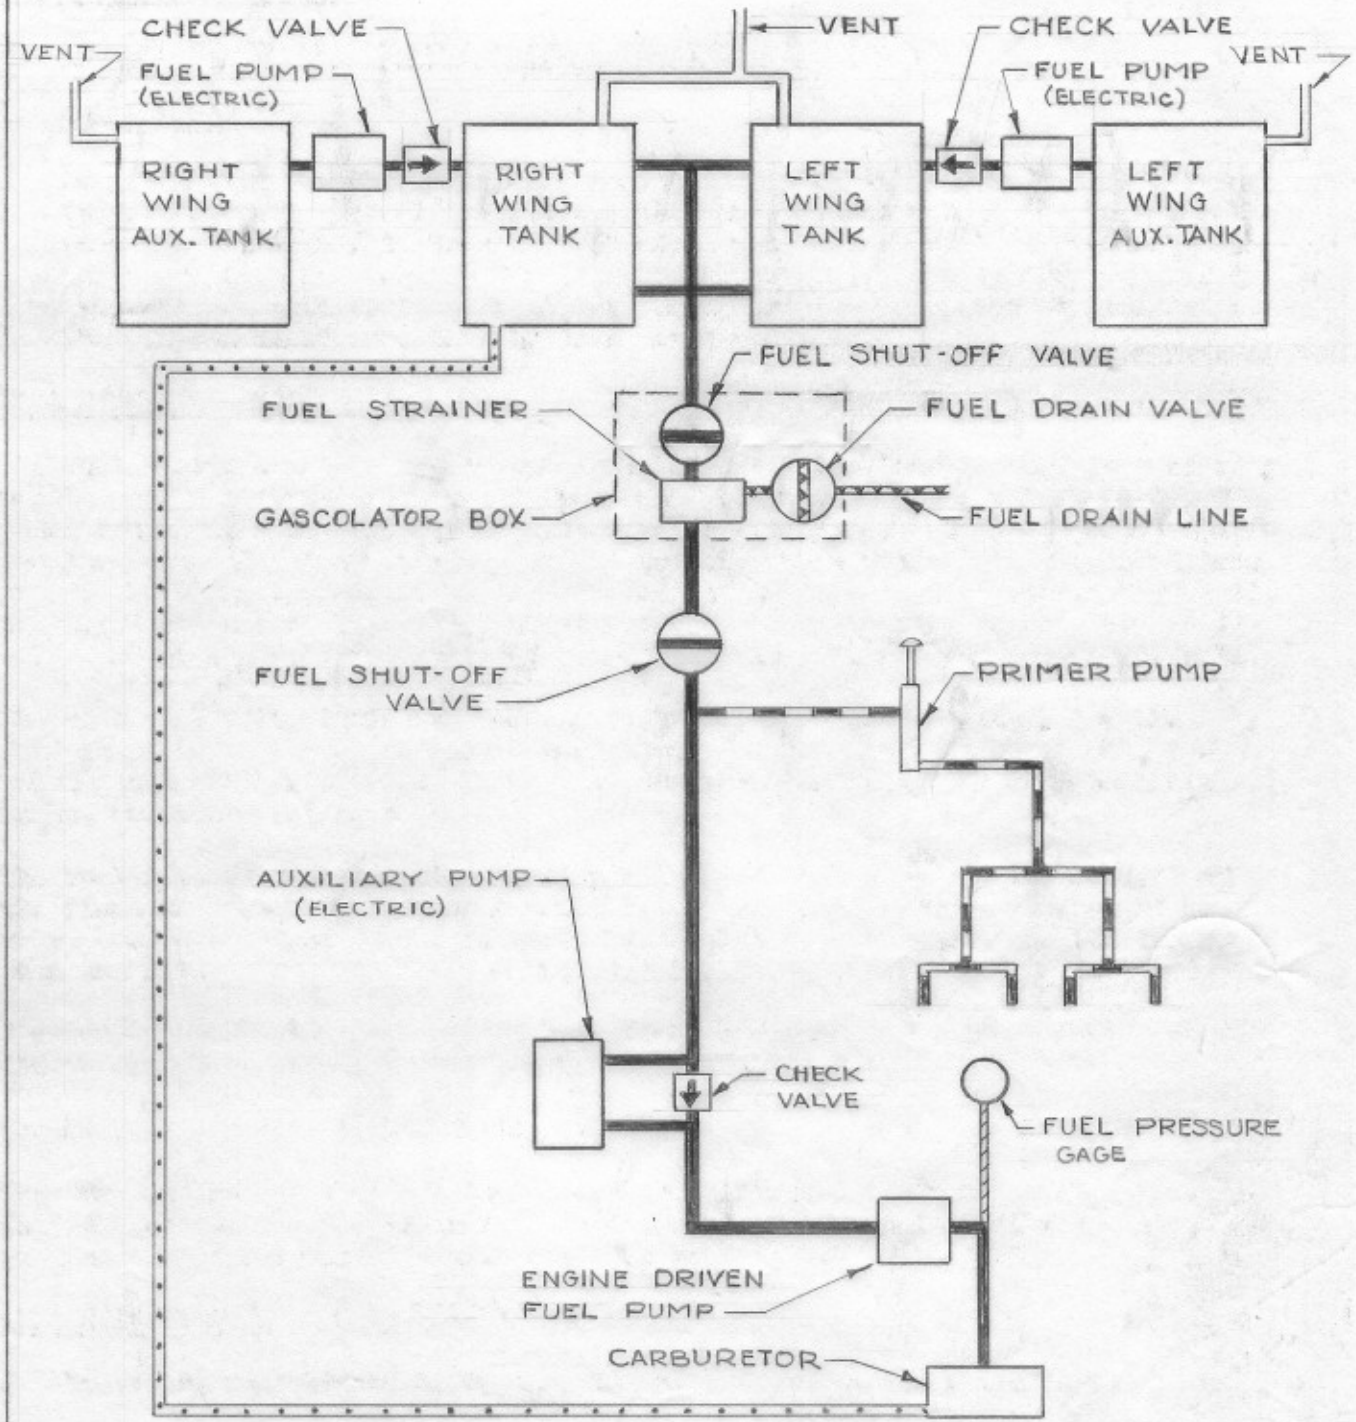 CHECK VALVE
VENT
CHECK VALVE
VENT
FUEL PUMP
(ELECTRIC)
FUEL PUMP
(ELECTRIC)
VENT
RIGHT
WING
AUX. TANK
RIGHT
WING
TANK
LEFT
WING
TANK
LEFT
WING
AUX. TANK
FUEL SHUT-OFF VALVE
FUEL STRAINER
FUEL DRAIN VALVE
GASCOLATOR BOX
FUEL DRAIN LINE
FUEL SHUT-OFF
VALVE
PRIMER PUMP
AUXILIARY PUMP
(ELECTRIC)
CHECK
VALVE
FUEL PRESSURE
GAGE
ENGINE DRIVEN
FUEL PUMP
CARBURETOR